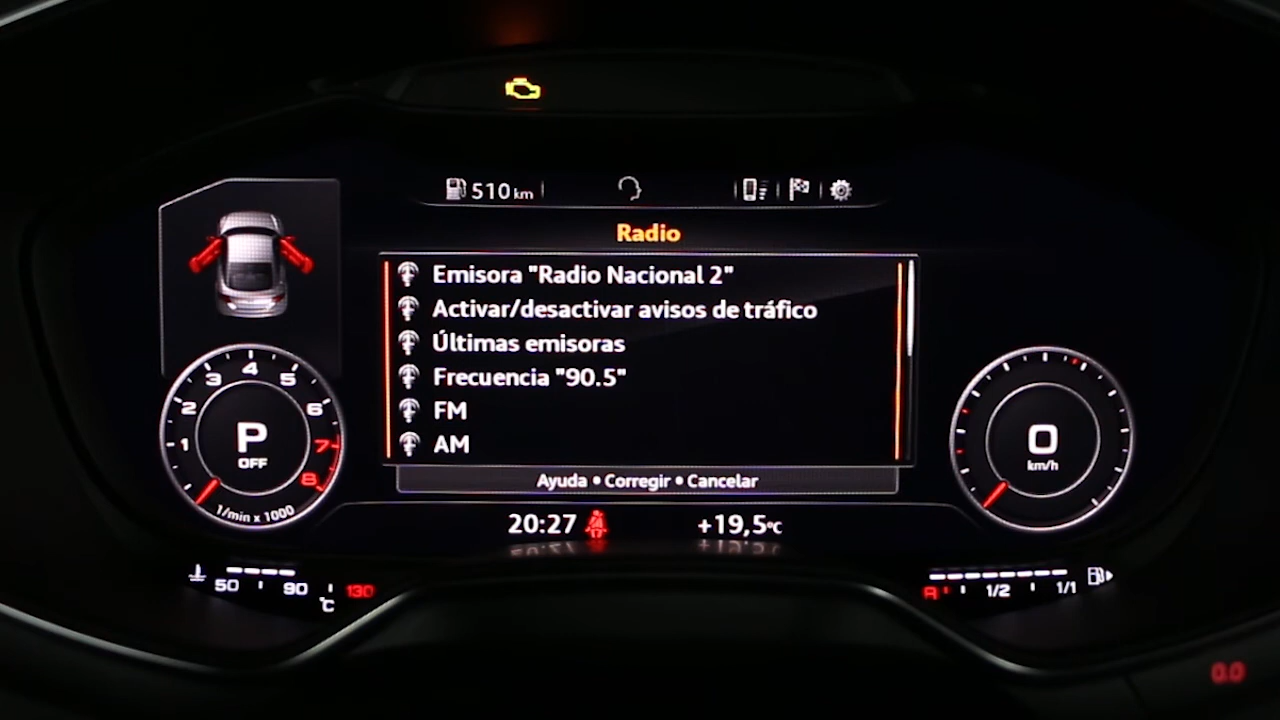 510 km
Radio
Emisora "Radio Nacional 2"
Activar/desactivar avisos de tráfico
Últimas emisoras
Frecuencia "90.5"
FM
AM
Ayuda • Corregir • Cancelar
1 2 3 4 5 6 7 8
P
OFF
1/min x 1000
0
km/h
20:27
+19,5°C
50 90 130
°C
R 1/2 1/1
0.0